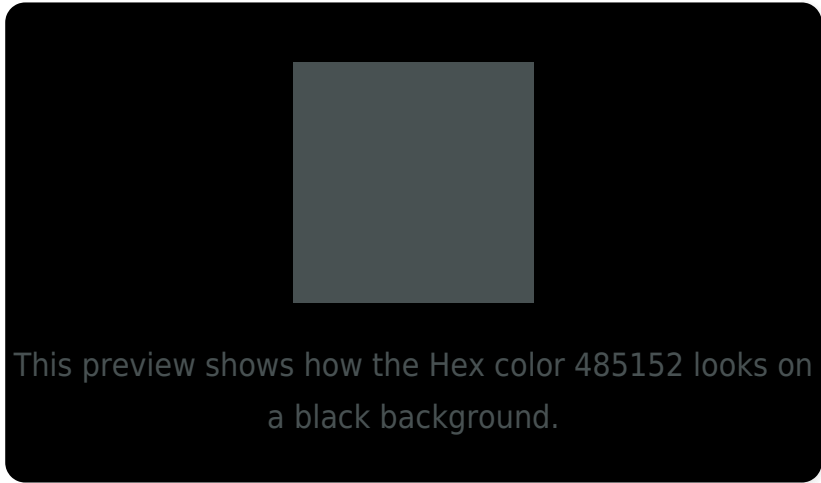 This preview shows how the Hex color 485152 looks on
a black background.